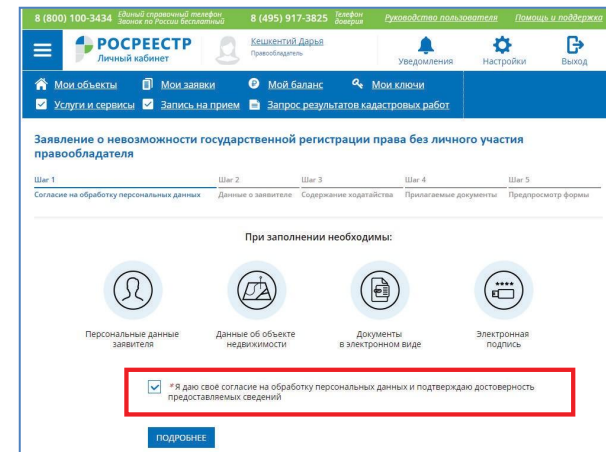 8 (800) 100-3434 Единый справочный телефон Звонок по России бесплатный 8 (495) 917-3825 Телефон доверия Руководство пользователя Помощь и поддержка
РОСРЕЕСТР
Личный кабинет
Кешкентий Дарья
Правообладатель
Уведомления Настройки Выход
Мои объекты Мои заявки Мой баланс Мои ключи
Услуги и сервисы Запись на прием Запрос результатов кадастровых работ
Заявление о невозможности государственной регистрации права без личного участия
правообладателя
Шаг 1 Шаг 2 Шаг 3 Шаг 4 Шаг 5
Согласие на обработку персональных данных Данные о заявителе Содержание ходатайства Прилагаемые документы Предпросмотр формы
При заполнении необходимы:
Персональные данные заявителя
Данные об объекте недвижимости
Документы в электронном виде
Электронная подпись
*Я даю своё согласие на обработку персональных данных и подтверждаю достоверность
предоставляемых сведений
ПОДРОБНЕЕ